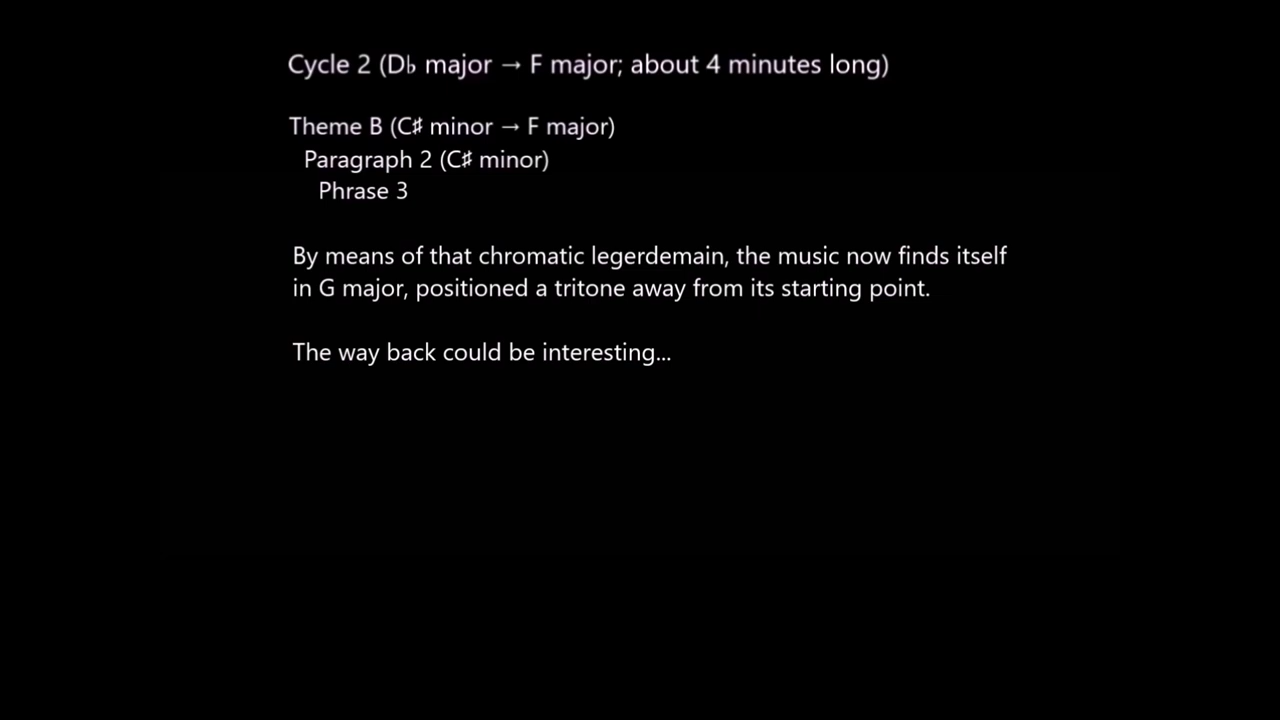 Cycle 2 (D♭ major → F major; about 4 minutes long)
Theme B (C♯ minor → F major)
Paragraph 2 (C♯ minor)
Phrase 3
By means of that chromatic legerdemain, the music now finds itself
in G major, positioned a tritone away from its starting point.
The way back could be interesting...